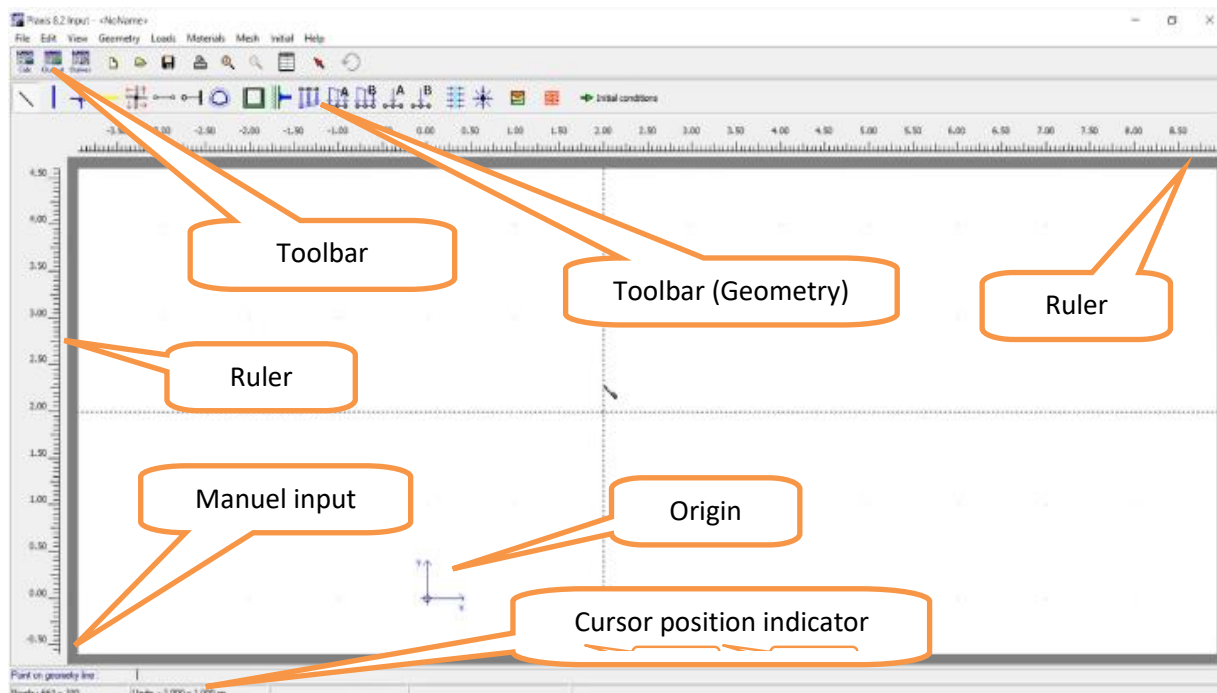 Plaxis 8.2 Input - <NoName>
File Edit View Geometry Loads Materials Mesh Initial Help
Calc Output Curves
A B A B Initial conditions
-3.50 -2.50 -2.00 -1.50 -1.00 0.00 0.50 1.00 1.50 2.00 2.50 3.00 3.50 4.00 4.50 5.00 5.50 6.00 6.50 7.00 7.50 8.00 8.50
4.50
4.00
Toolbar
3.50
Toolbar (Geometry)
Ruler
3.00
2.50
Ruler
2.00
1.50
Manuel input
1.00
Origin
0.50
Y
0.00
X
Cursor position indicator
-0.50
Point on geometry line :